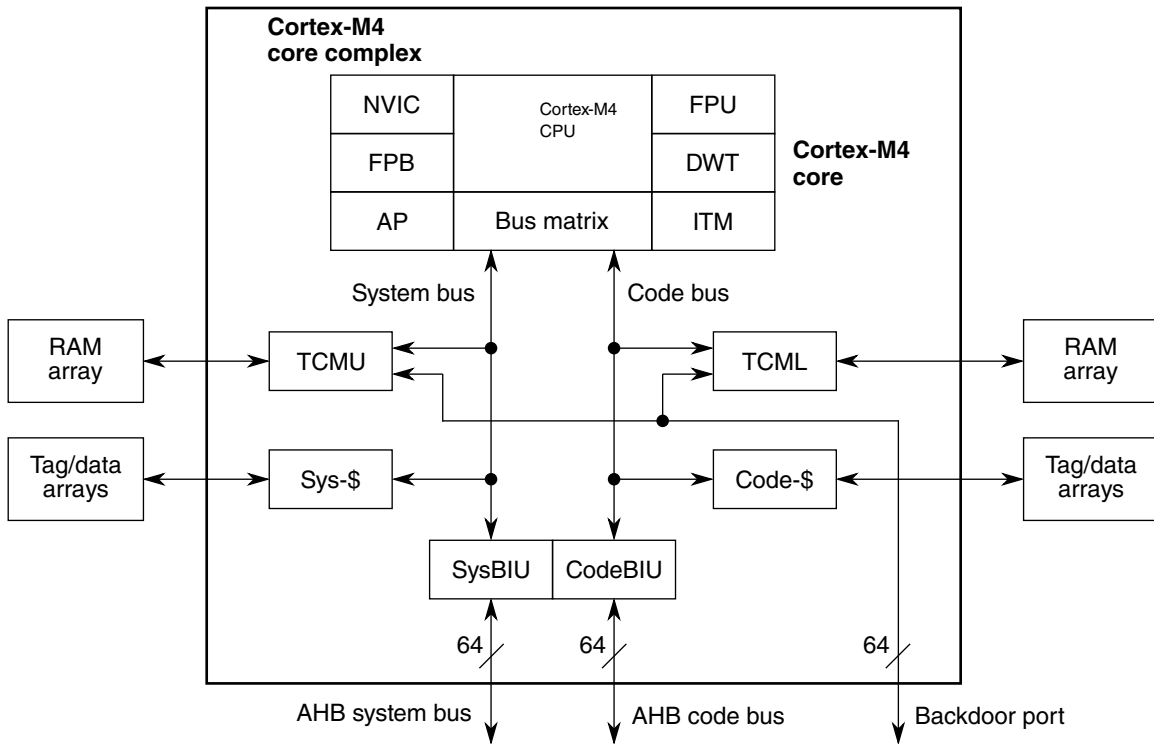 Cortex-M4
core complex
NVIC
Cortex-M4
CPU
FPU
FPB
DWT
Cortex-M4
core
AP
Bus matrix
ITM
System bus
Code bus
RAM
array
TCMU
TCML
RAM
array
Tag/data
arrays
Sys-$
Code-$
Tag/data
arrays
SysBIU
CodeBIU
64
64
64
AHB system bus
AHB code bus
Backdoor port